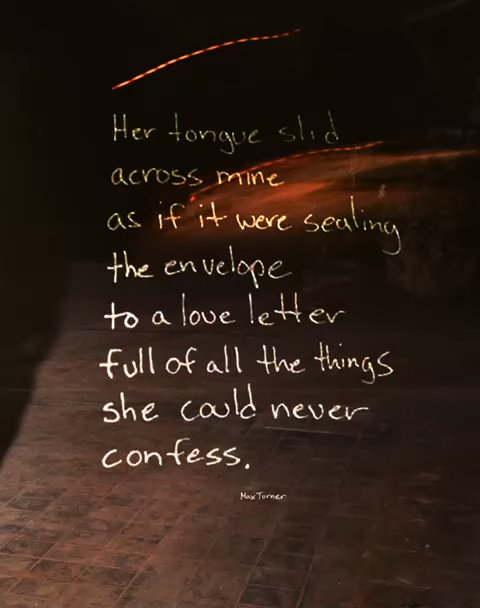 Her tongue slid
across mine
as if it were sealing
the envelope
to a love letter
full of all the things
she could never
confess.
Max Turner